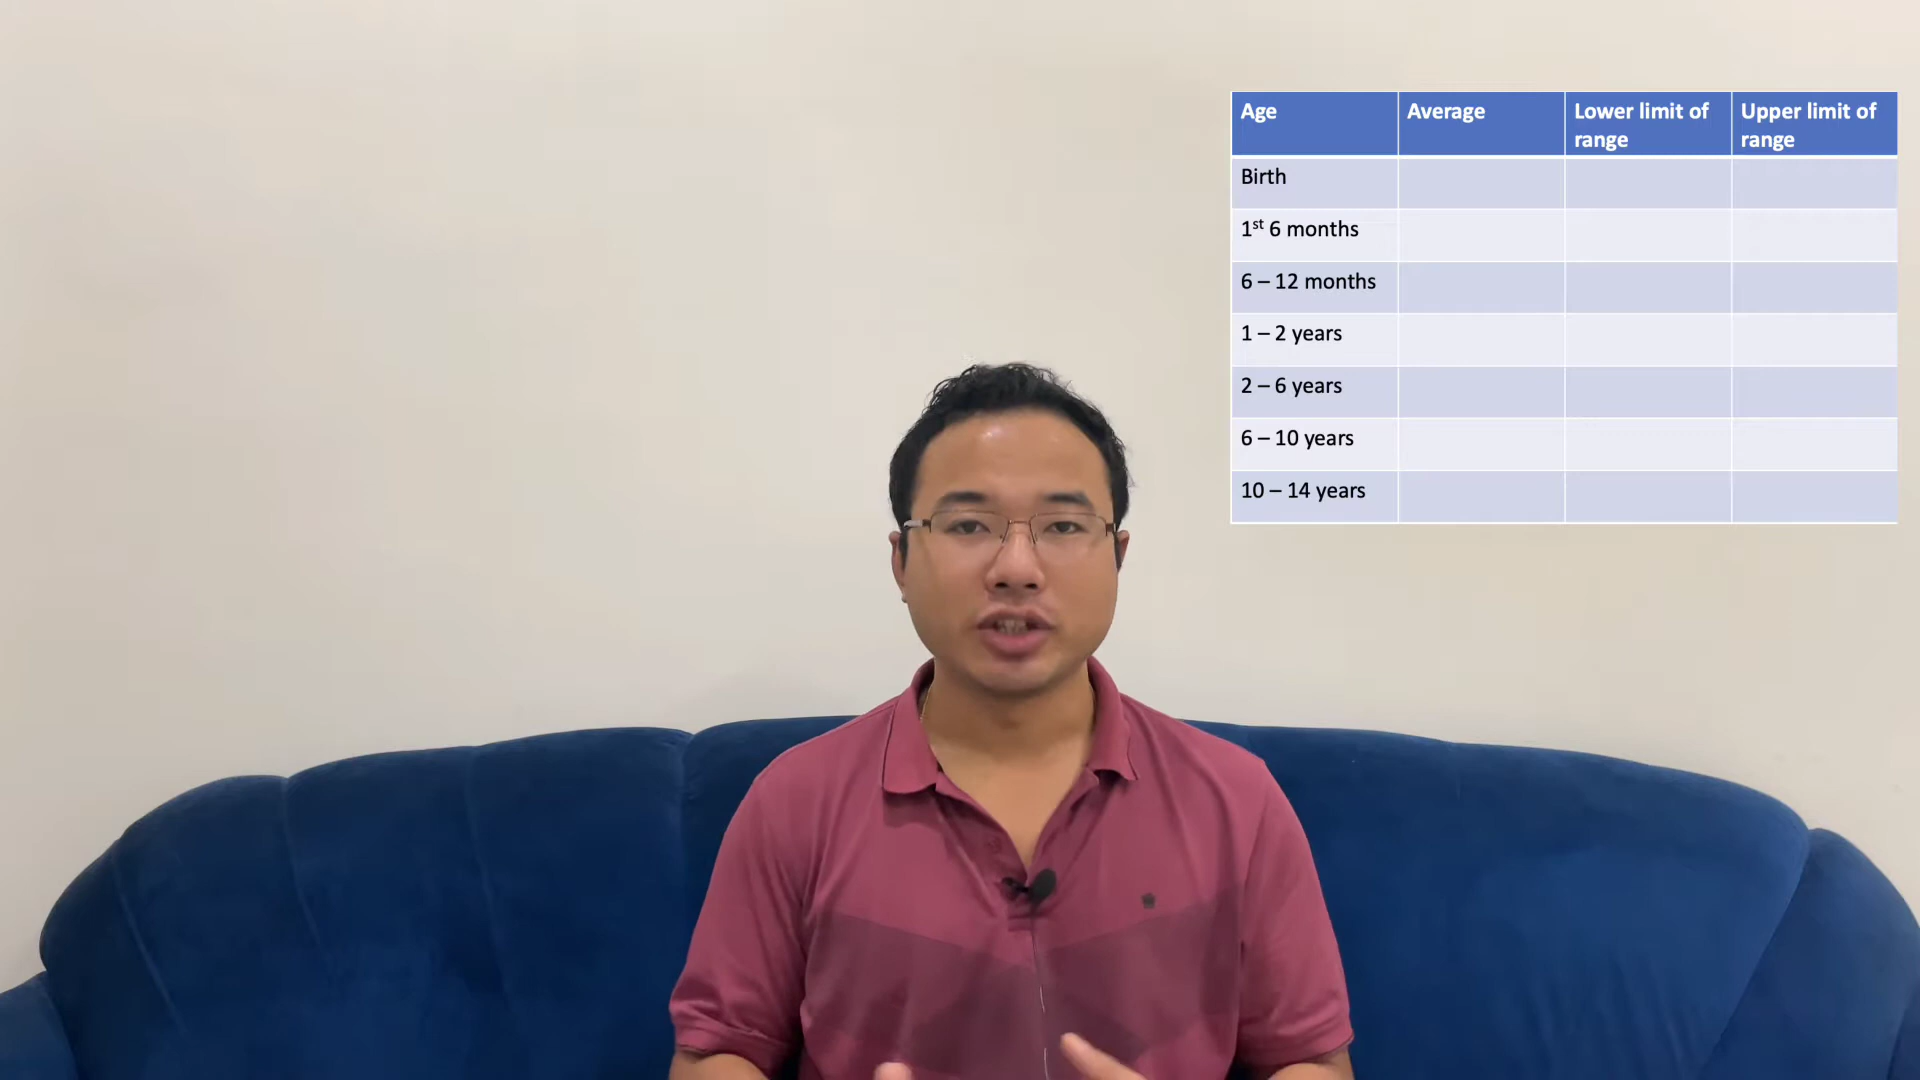 Age Average Lower limit of Upper limit of
range range
Birth
1st 6 months
6 – 12 months
1 – 2 years
2 – 6 years
6 – 10 years
10 – 14 years